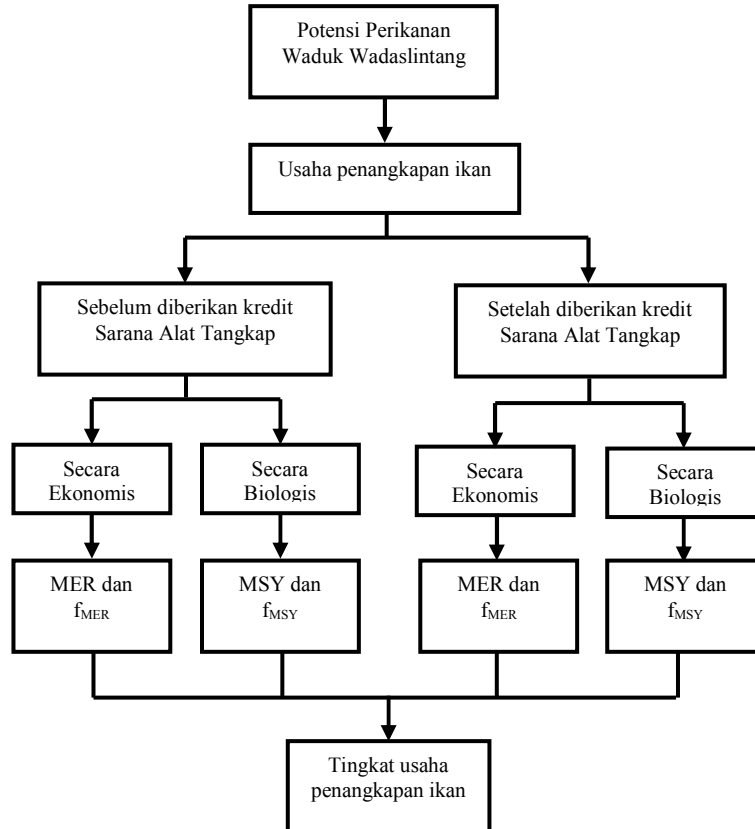 Potensi Perikanan
Waduk Wadaslintang
Usaha penangkapan ikan
Sebelum diberikan kredit
Sarana Alat Tangkap
Setelah diberikan kredit
Sarana Alat Tangkap
Secara
Ekonomis
Secara
Biologis
Secara
Ekonomis
Secara
Biologis
MER dan
fMER
MSY dan
fMSY
MER dan
fMER
MSY dan
fMSY
Tingkat usaha
penangkapan ikan